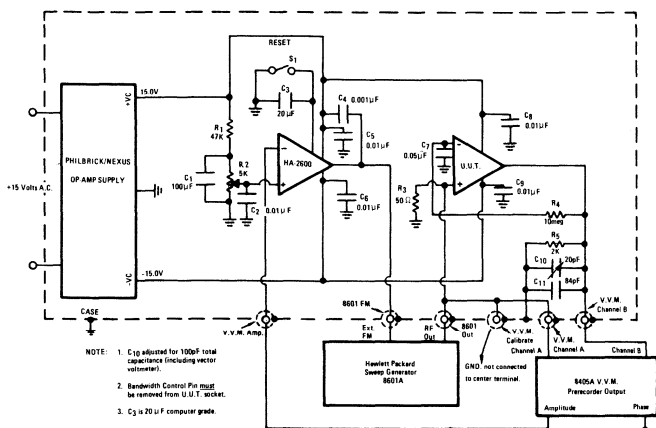 RESET
S1
C3
20 μF
C4
0.001μF
C5
0.01μF
15.0V
+VC
R1
47K
PHILBRICK/NEXUS
OP AMP SUPPLY
+15 Volts A.C.
C1
100μF
R2
5K
HA-2600
C2
0.01μF
C6
0.01μF
-15.0V
-VC
CASE
C7
0.05μF
U.U.T.
C8
0.01μF
C9
0.01μF
R3
50Ω
R4
10meg
R5
2K
C10
20pF
C11
84pF
V.V.M. Amp.
8601 FM
Ext.
FM
RF
Out
8601
Out
V.V.M.
Calibrate
Channel A
V.V.M.
Channel A
V.V.M.
Channel B
GND. not connected
to center terminal.
Channel A
Channel B
Hewlett Packard
Sweep Generator
8601A
8405A V.V.M.
Prerecorder Output
Amplitude
Phase
NOTE: 1. C10 adjusted for 100pF total
capacitance (including vector
voltmeter).
2. Bandwidth Control Pin must
be removed from U.U.T. socket.
3. C3 is 20 μF computer grade.